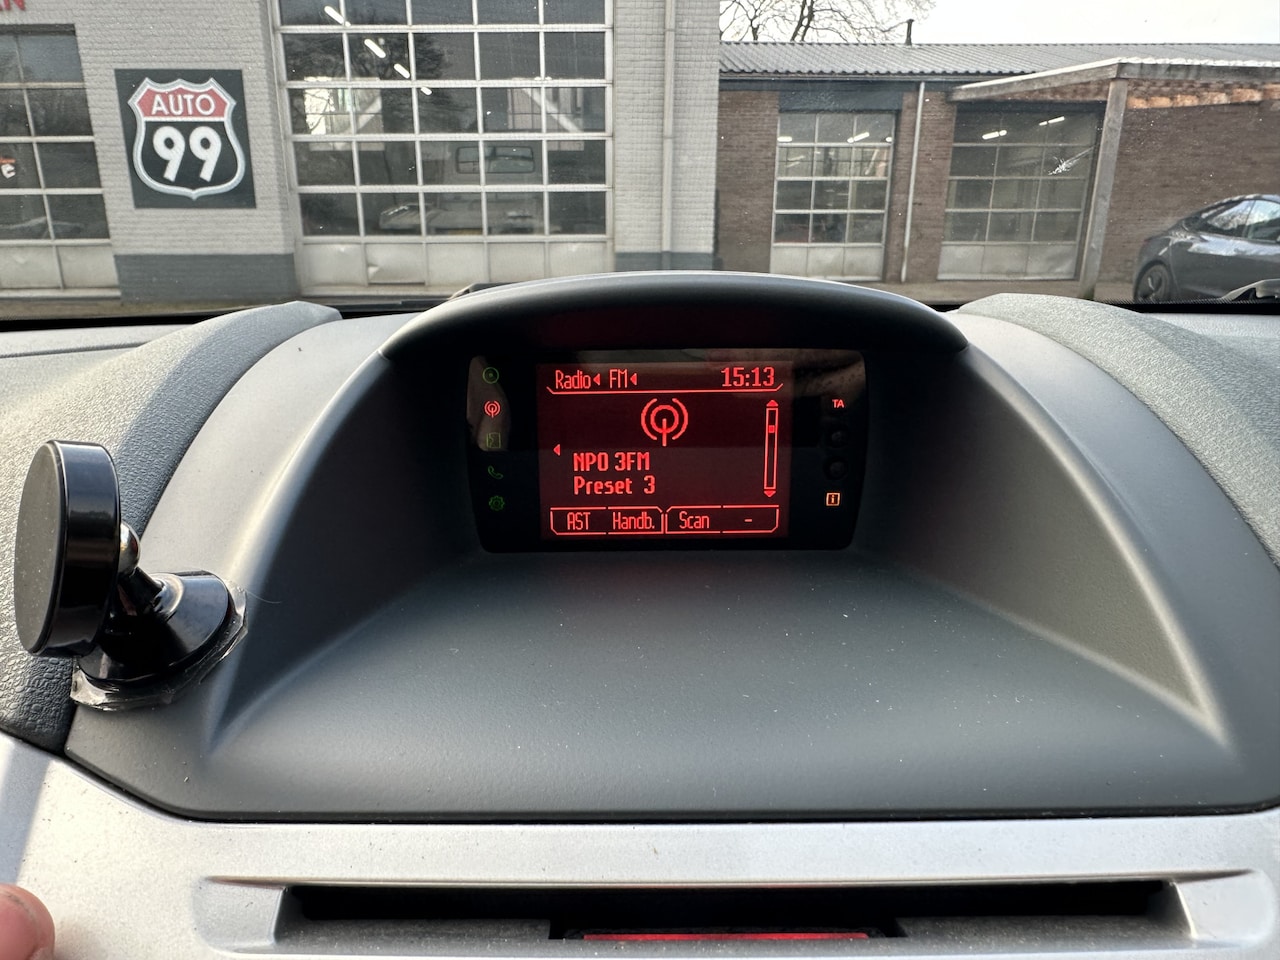 AUTO
99
Radio FM 15:13
TA
NPO 3FM
Preset 3
AST Handb. Scan -